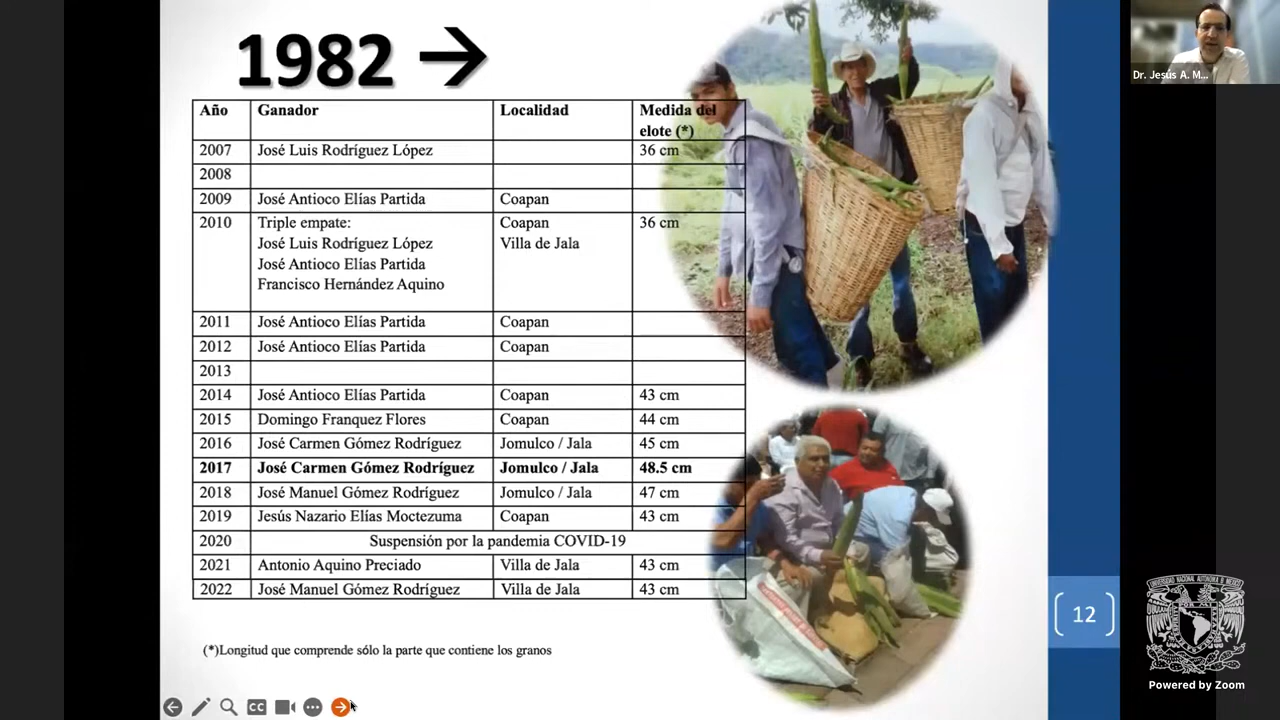 1982 →
Año Ganador Localidad Medida del elote (*)
2007 José Luis Rodríguez López 36 cm
2008
2009 José Antioco Elías Partida Coapan
2010 Triple empate: Coapan 36 cm
José Luis Rodríguez López Villa de Jala
José Antioco Elías Partida
Francisco Hernández Aquino
2011 José Antioco Elías Partida Coapan
2012 José Antioco Elías Partida Coapan
2013
2014 José Antioco Elías Partida Coapan 43 cm
2015 Domingo Franquez Flores Coapan 44 cm
2016 José Carmen Gómez Rodríguez Jomulco / Jala 45 cm
2017 José Carmen Gómez Rodríguez Jomulco / Jala 48.5 cm
2018 José Manuel Gómez Rodríguez Jomulco / Jala 47 cm
2019 Jesús Nazario Elías Moctezuma Coapan 43 cm
2020 Suspensión por la pandemia COVID-19
2021 Antonio Aquino Preciado Villa de Jala 43 cm
2022 José Manuel Gómez Rodríguez Villa de Jala 43 cm
(*)Longitud que comprende sólo la parte que contiene los granos
12
CC
Dr. Jesús A. M...
Powered by Zoom